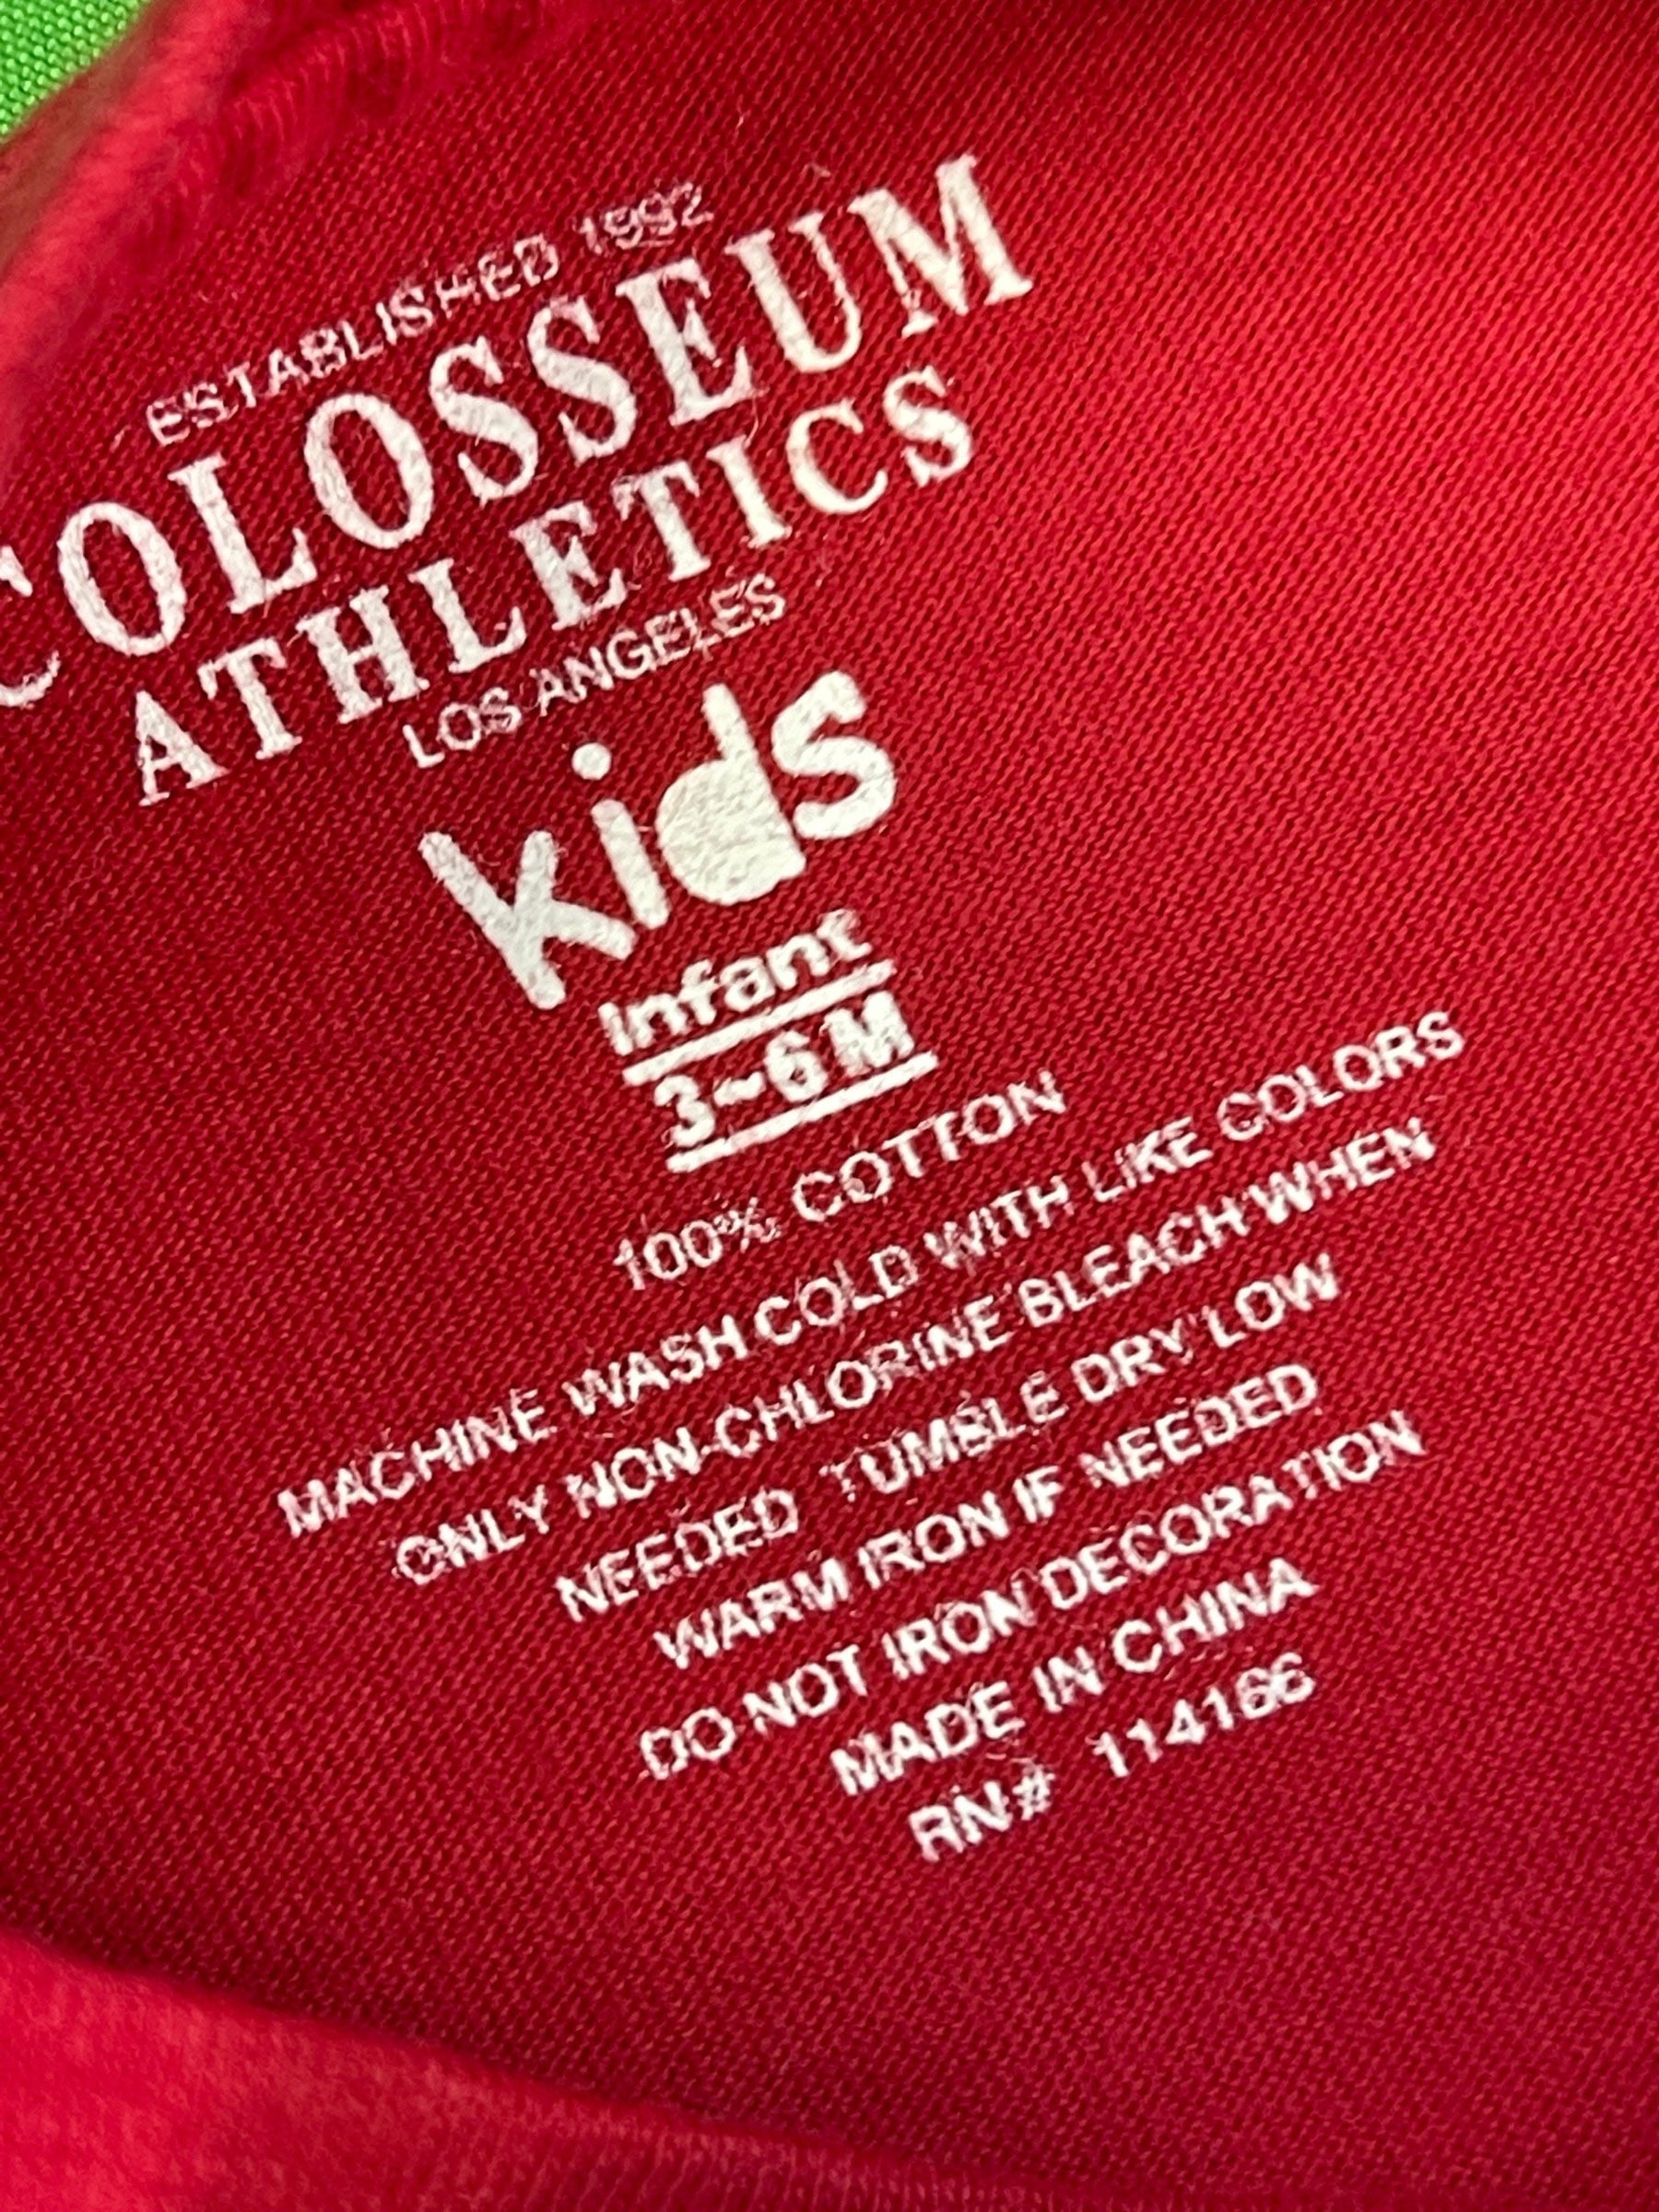 ESTABLISHED 1992
COLOSSEUM
ATHLETICS
LOS ANGELES
kids
Infant
3~6M
100% COTTON
MACHINE WASH COLD WITH LIKE COLORS
ONLY NON-CHLORINE BLEACH WHEN
NEEDED TUMBLE DRY LOW
WARM IRON IF NEEDED
DO NOT IRON DECORATION
MADE IN CHINA
RN# 114166